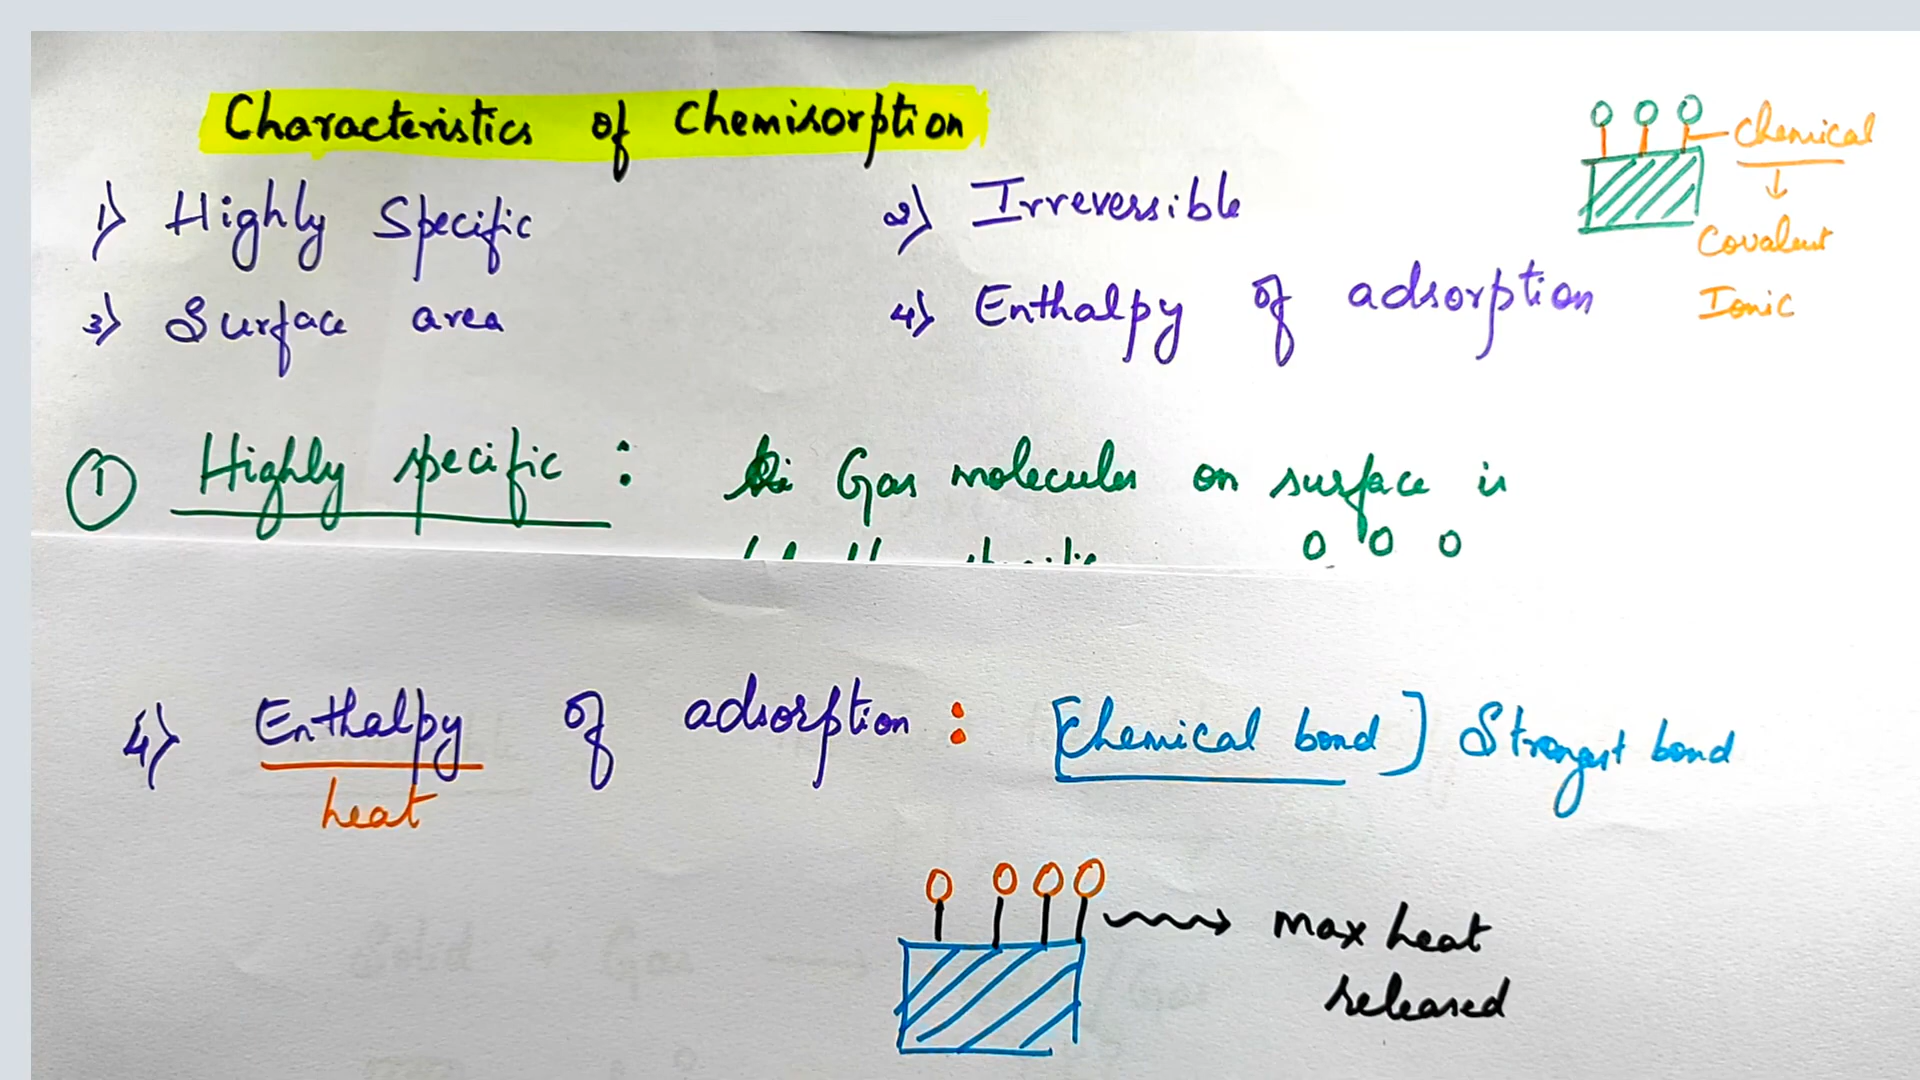 Characteristics of Chemisorption
1) Highly Specific
2) Irreversible
3) Surface area
4) Enthalpy of adsorption
Chemical
↓
Covalent
Ionic
① Highly specific : Gas molecules on surface is
4) Enthalpy of adsorption : [Chemical bond] Strongest bond
heat
max heat
released